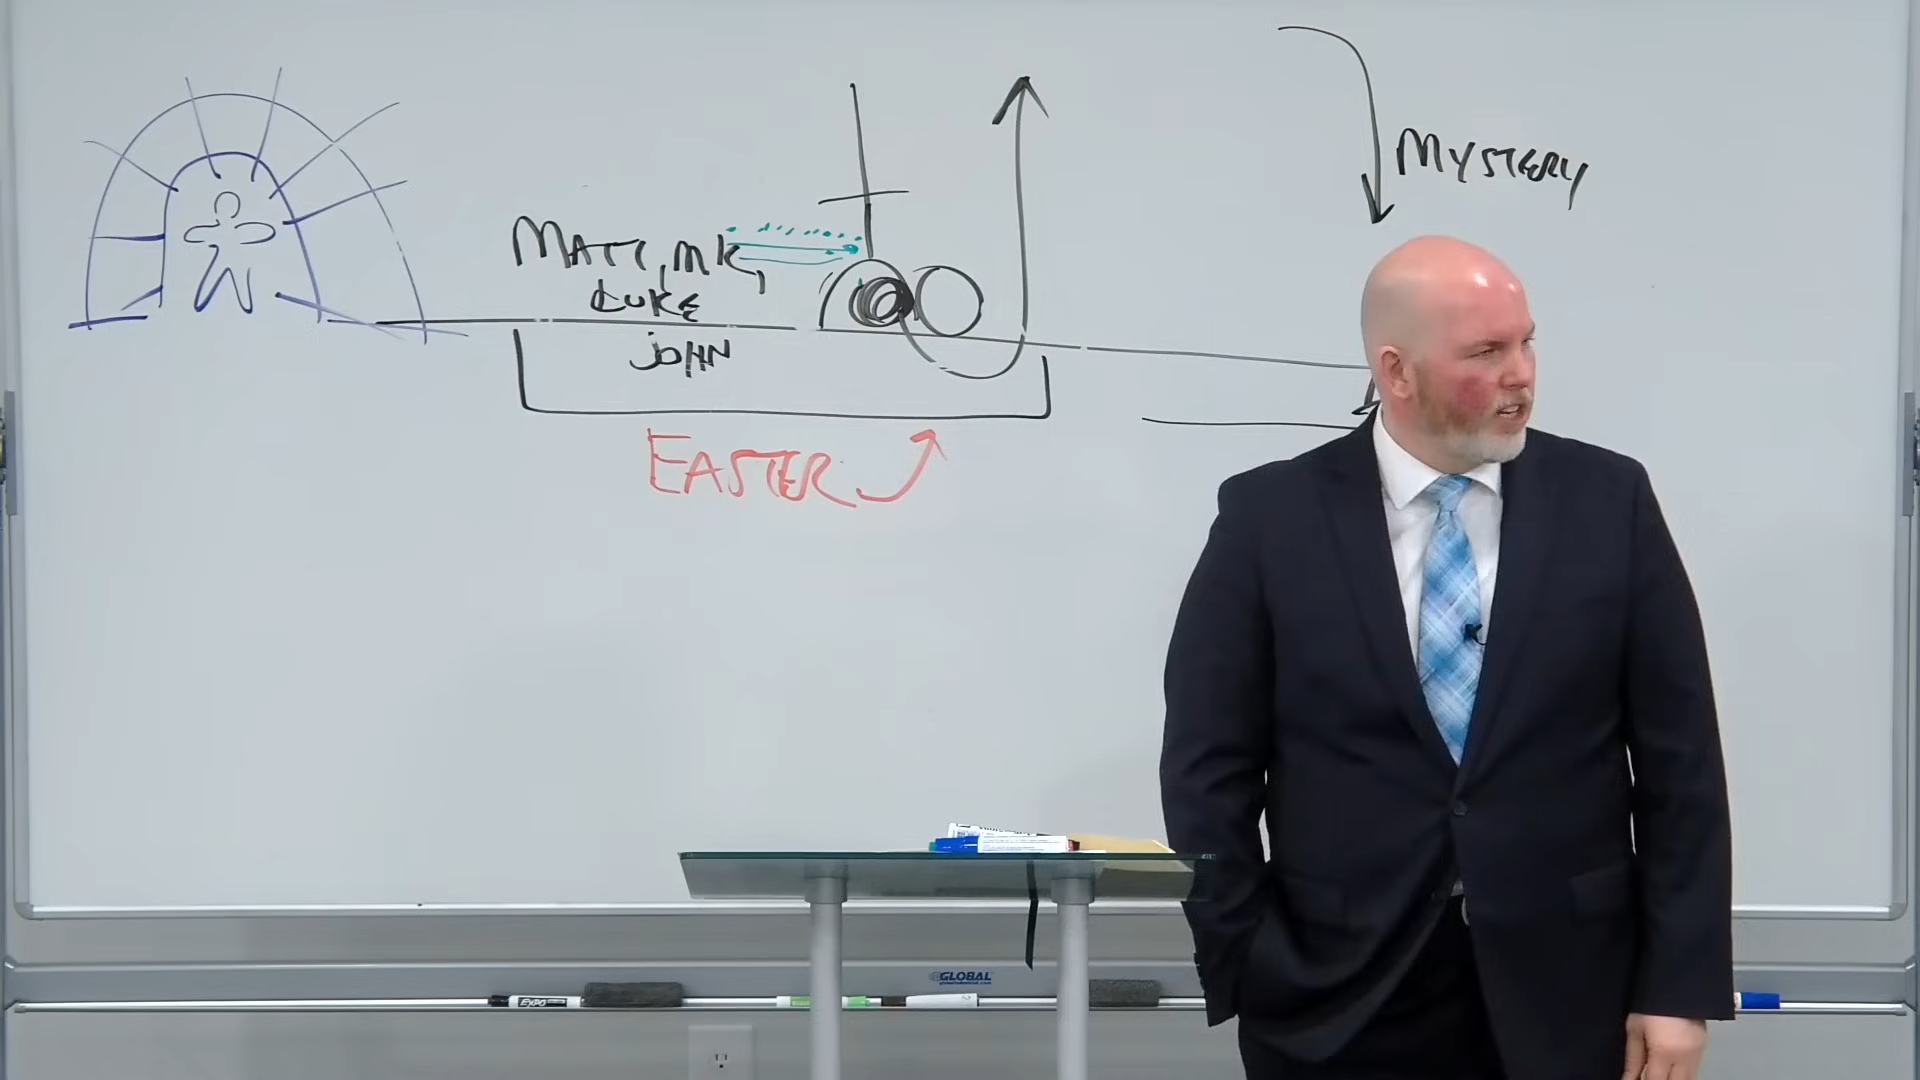 MYSTERY
MATT, MK,
LUKE
JOHN
EASTER
GLOBAL
EXPO